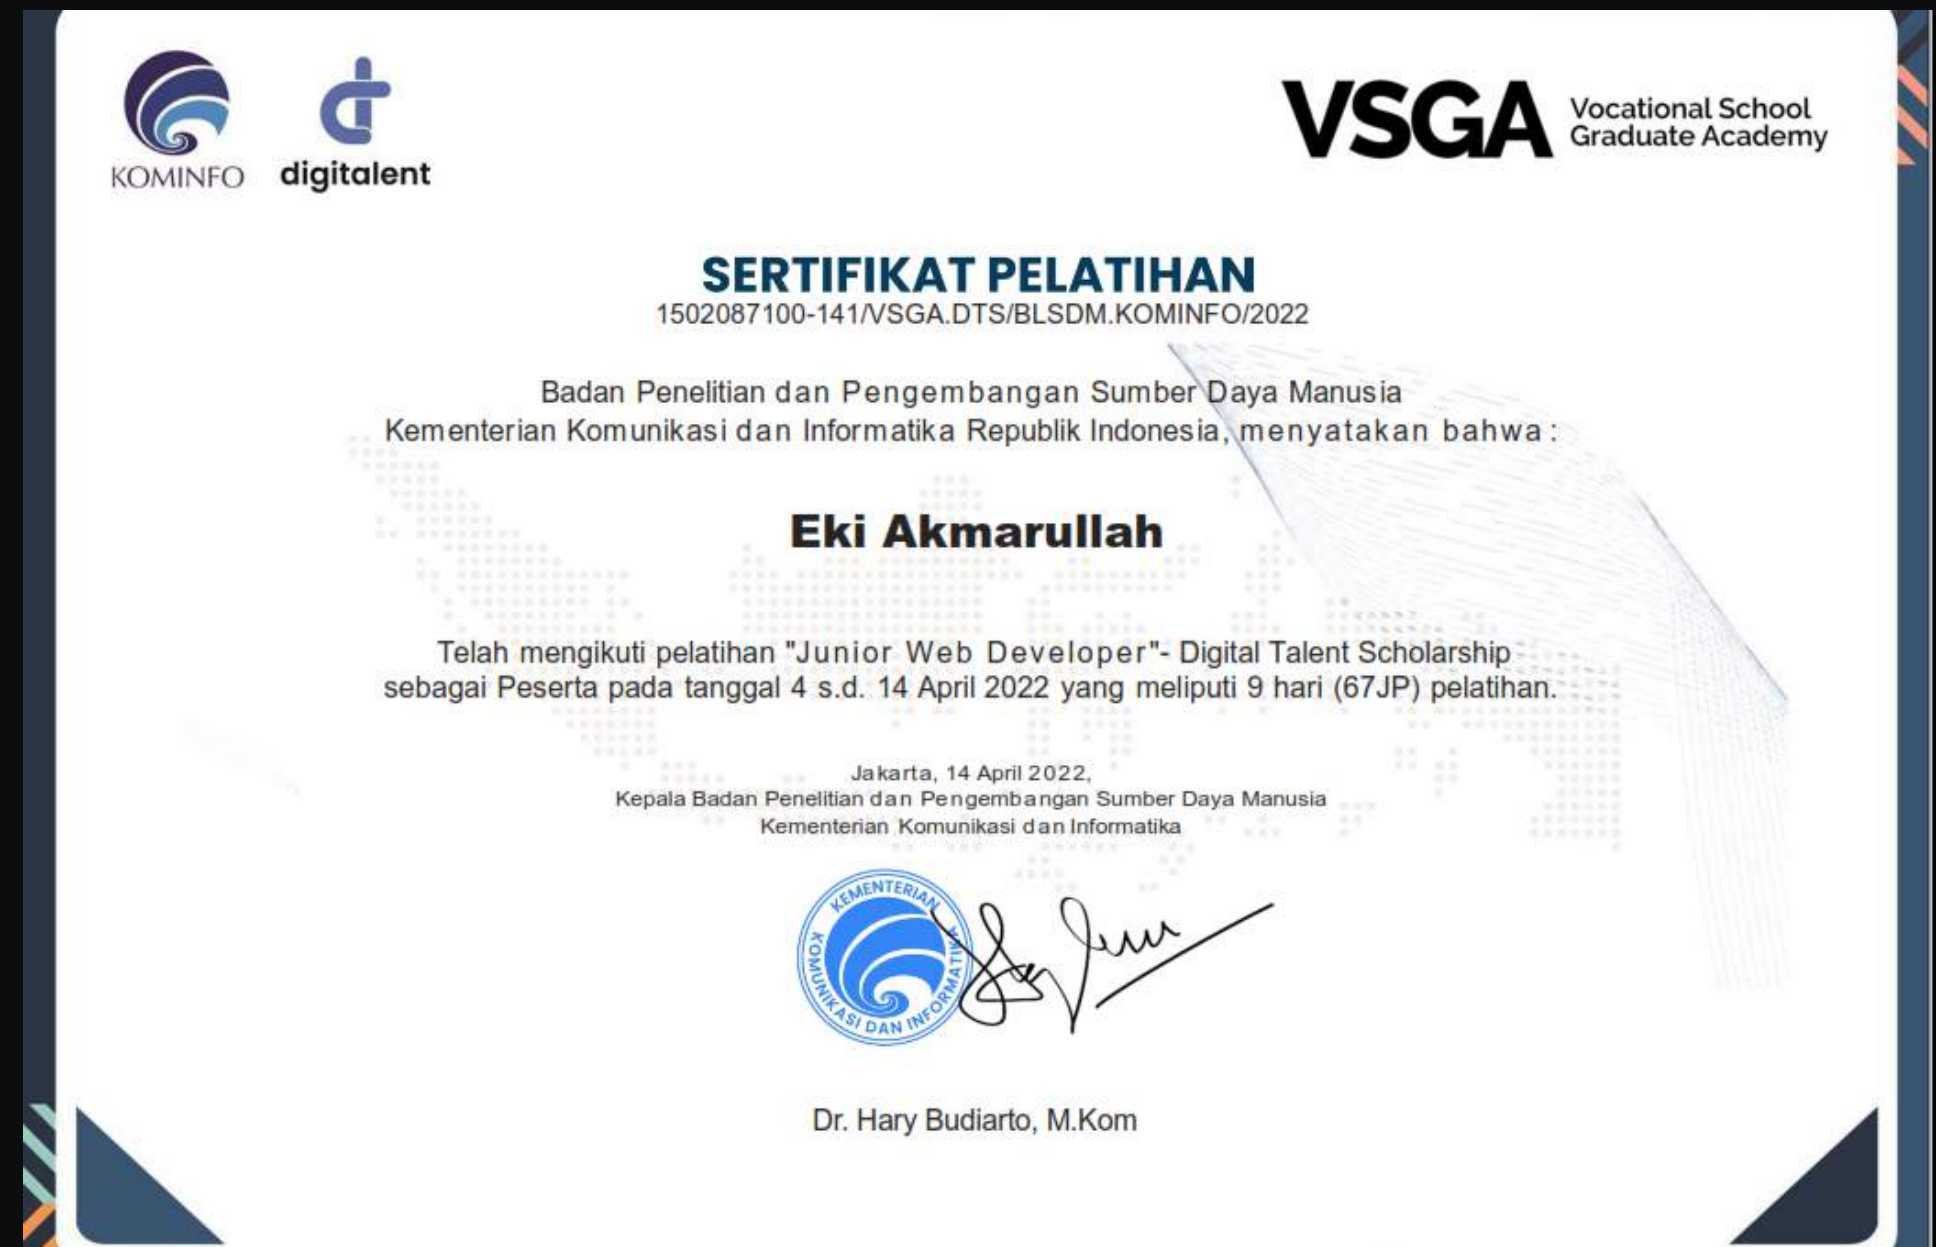 KOMINFO
digitalent
VSGA
Vocational School
Graduate Academy
SERTIFIKAT PELATIHAN
1502087100-141/VSGA.DTS/BLSDM.KOMINFO/2022
Badan Penelitian dan Pengembangan Sumber Daya Manusia
Kementerian Komunikasi dan Informatika Republik Indonesia, menyatakan bahwa :
Eki Akmarullah
Telah mengikuti pelatihan "Junior Web Developer"- Digital Talent Scholarship
sebagai Peserta pada tanggal 4 s.d. 14 April 2022 yang meliputi 9 hari (67JP) pelatihan.
Jakarta, 14 April 2022,
Kepala Badan Penelitian dan Pengembangan Sumber Daya Manusia
Kementerian Komunikasi dan Informatika
KEMENTERIAN
KOMUNIKASI DAN INFORMATIKA
Dr. Hary Budiarto, M.Kom